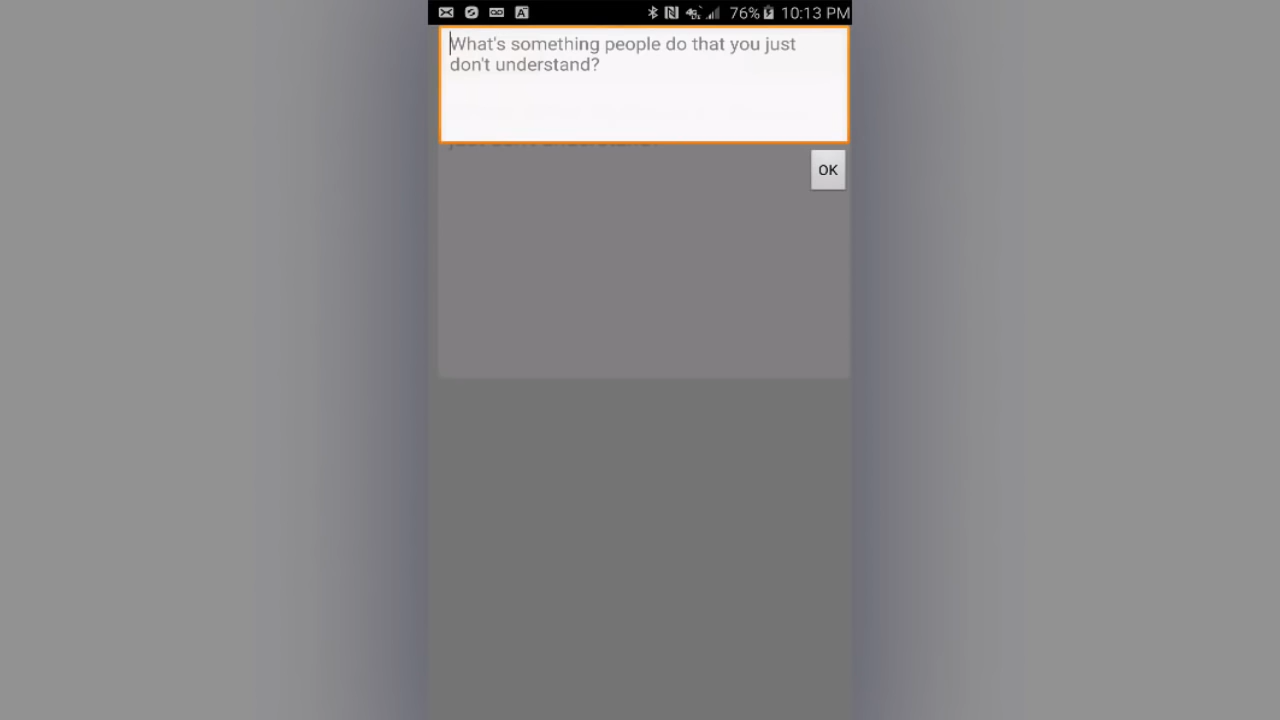 76% 10:13 PM
What's something people do that you just
don't understand?
OK